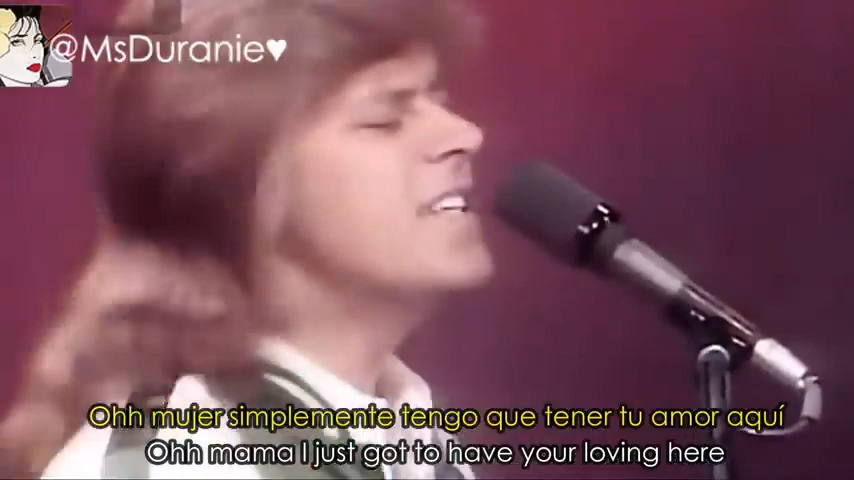 @MsDuranie♥
Ohh mujer simplemente tengo que tener tu amor aquí
Ohh mama I just got to have your loving here